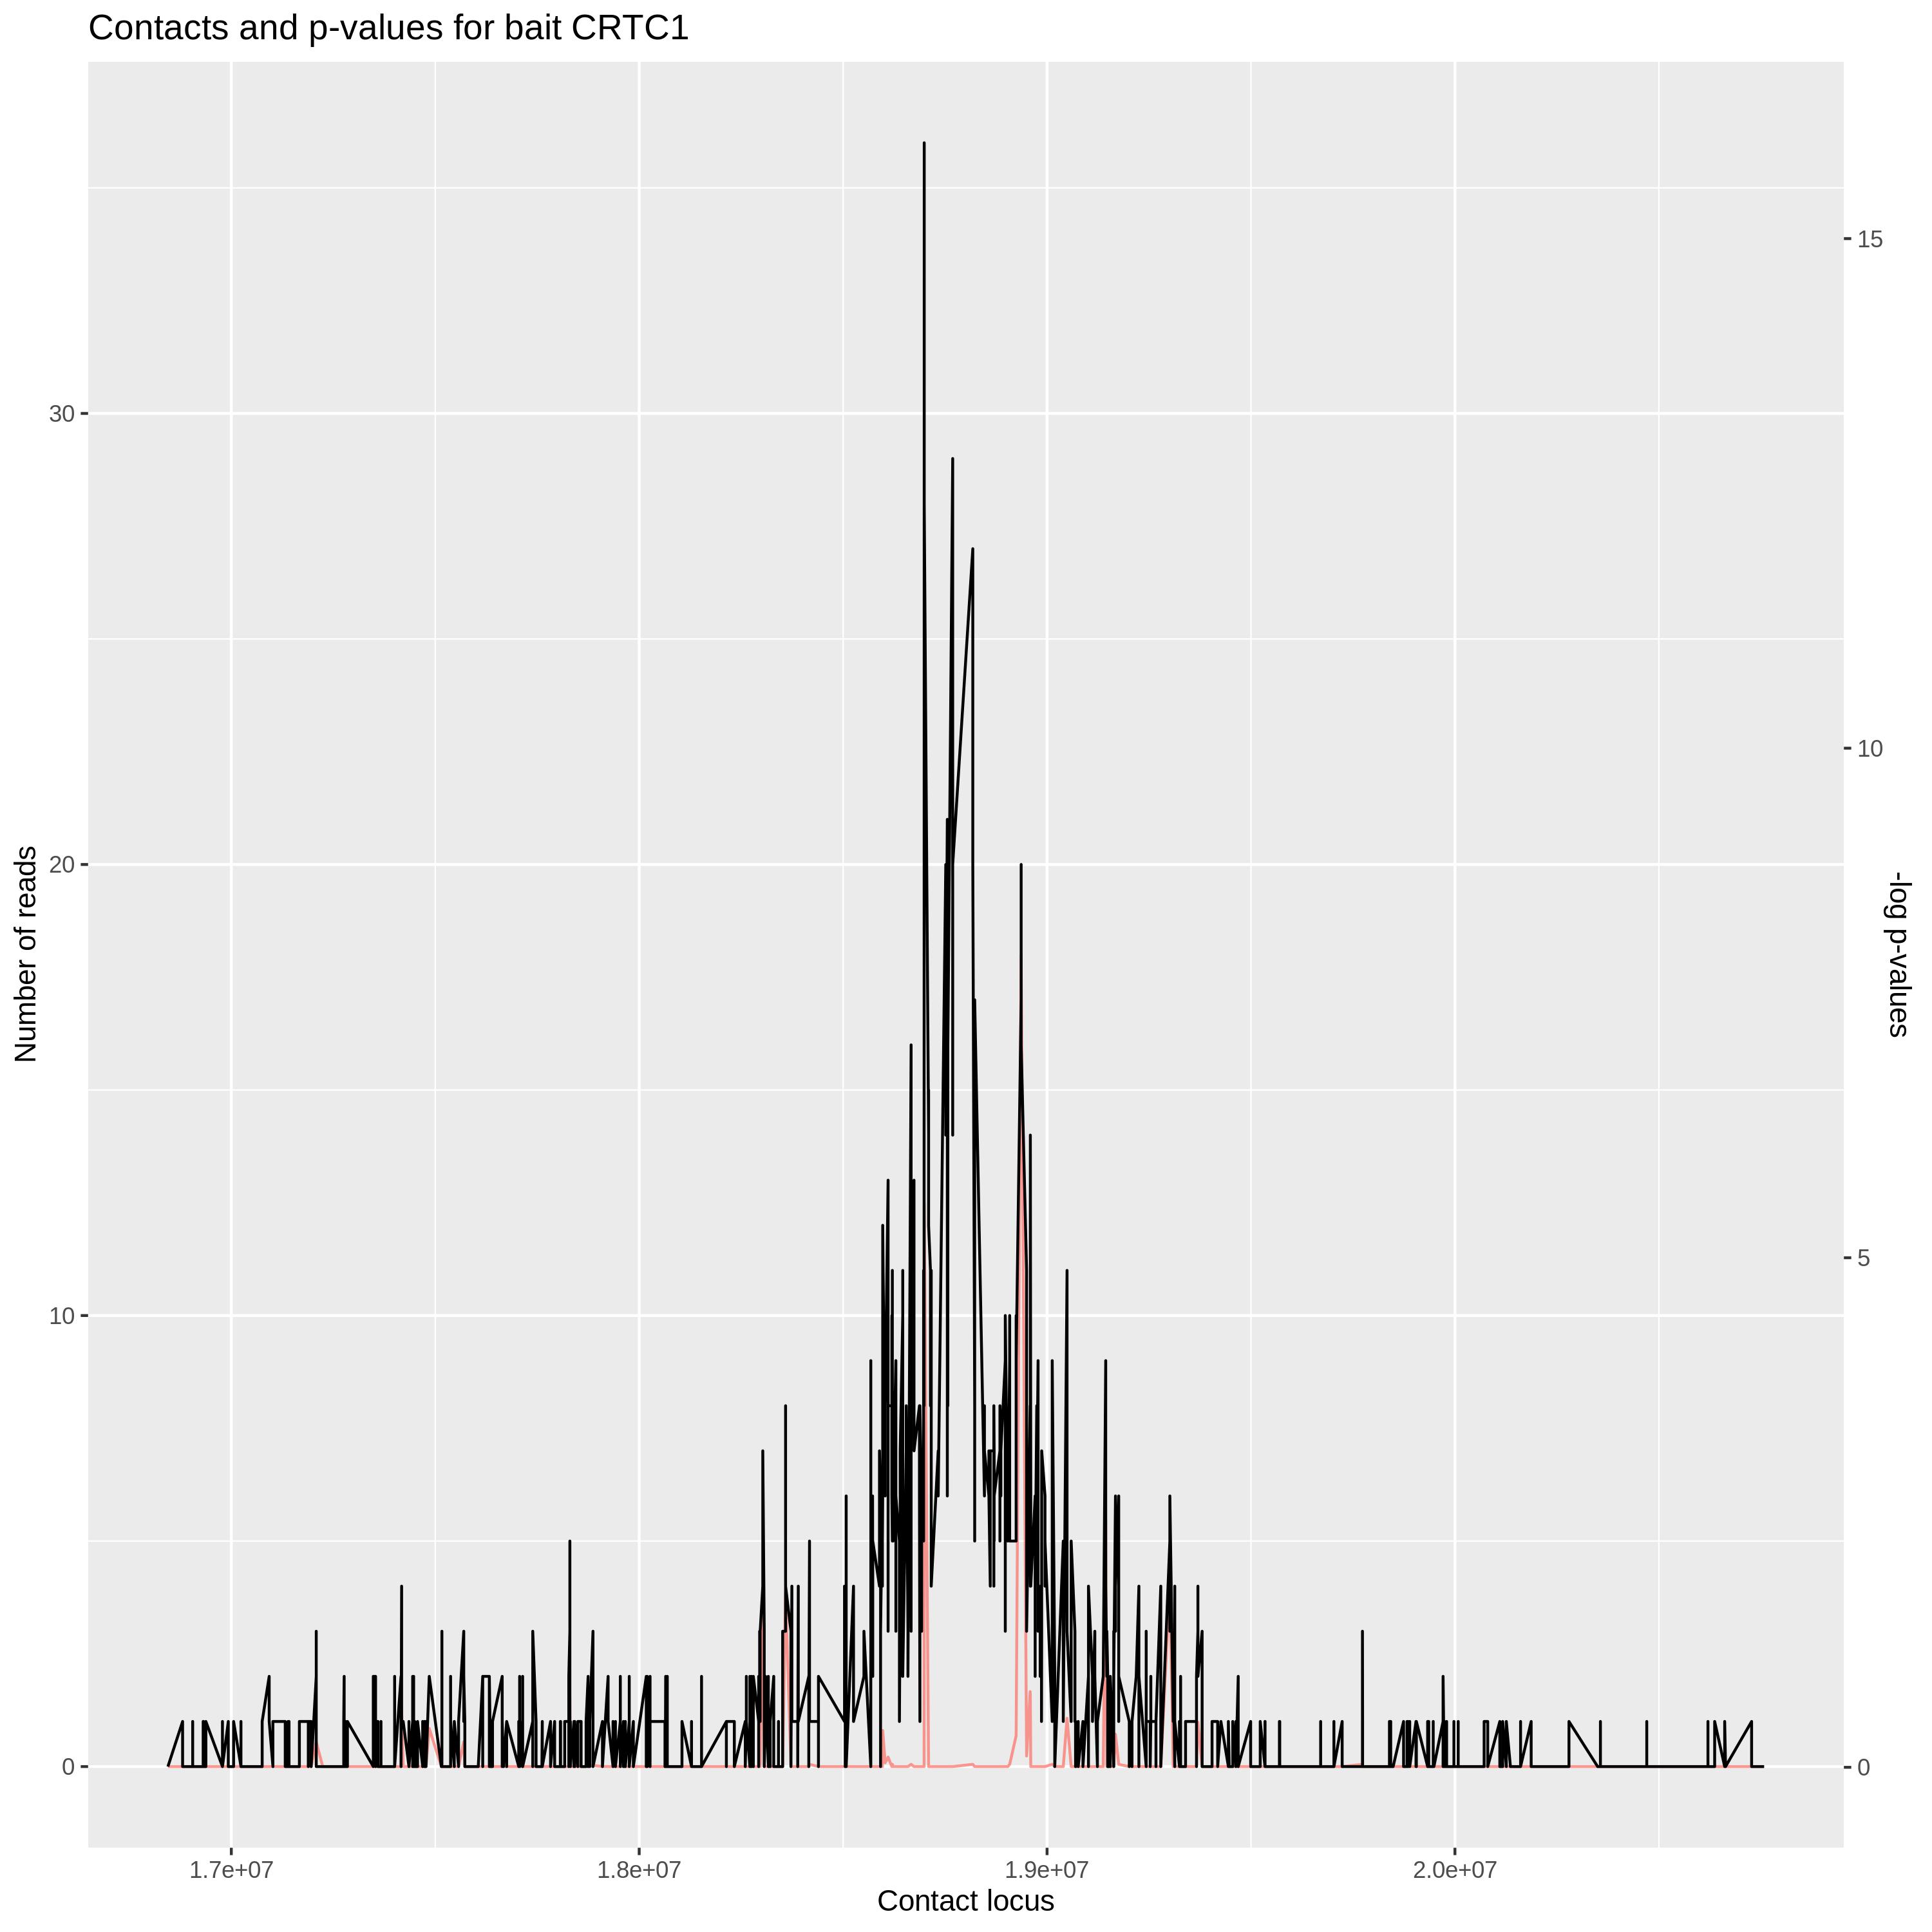 Contacts and p-values for bait CRTC1
Number of reads
30
20
10
0
15
10
5
0
-log p-values
1.7e+07 1.8e+07 1.9e+07 2.0e+07
Contact locus